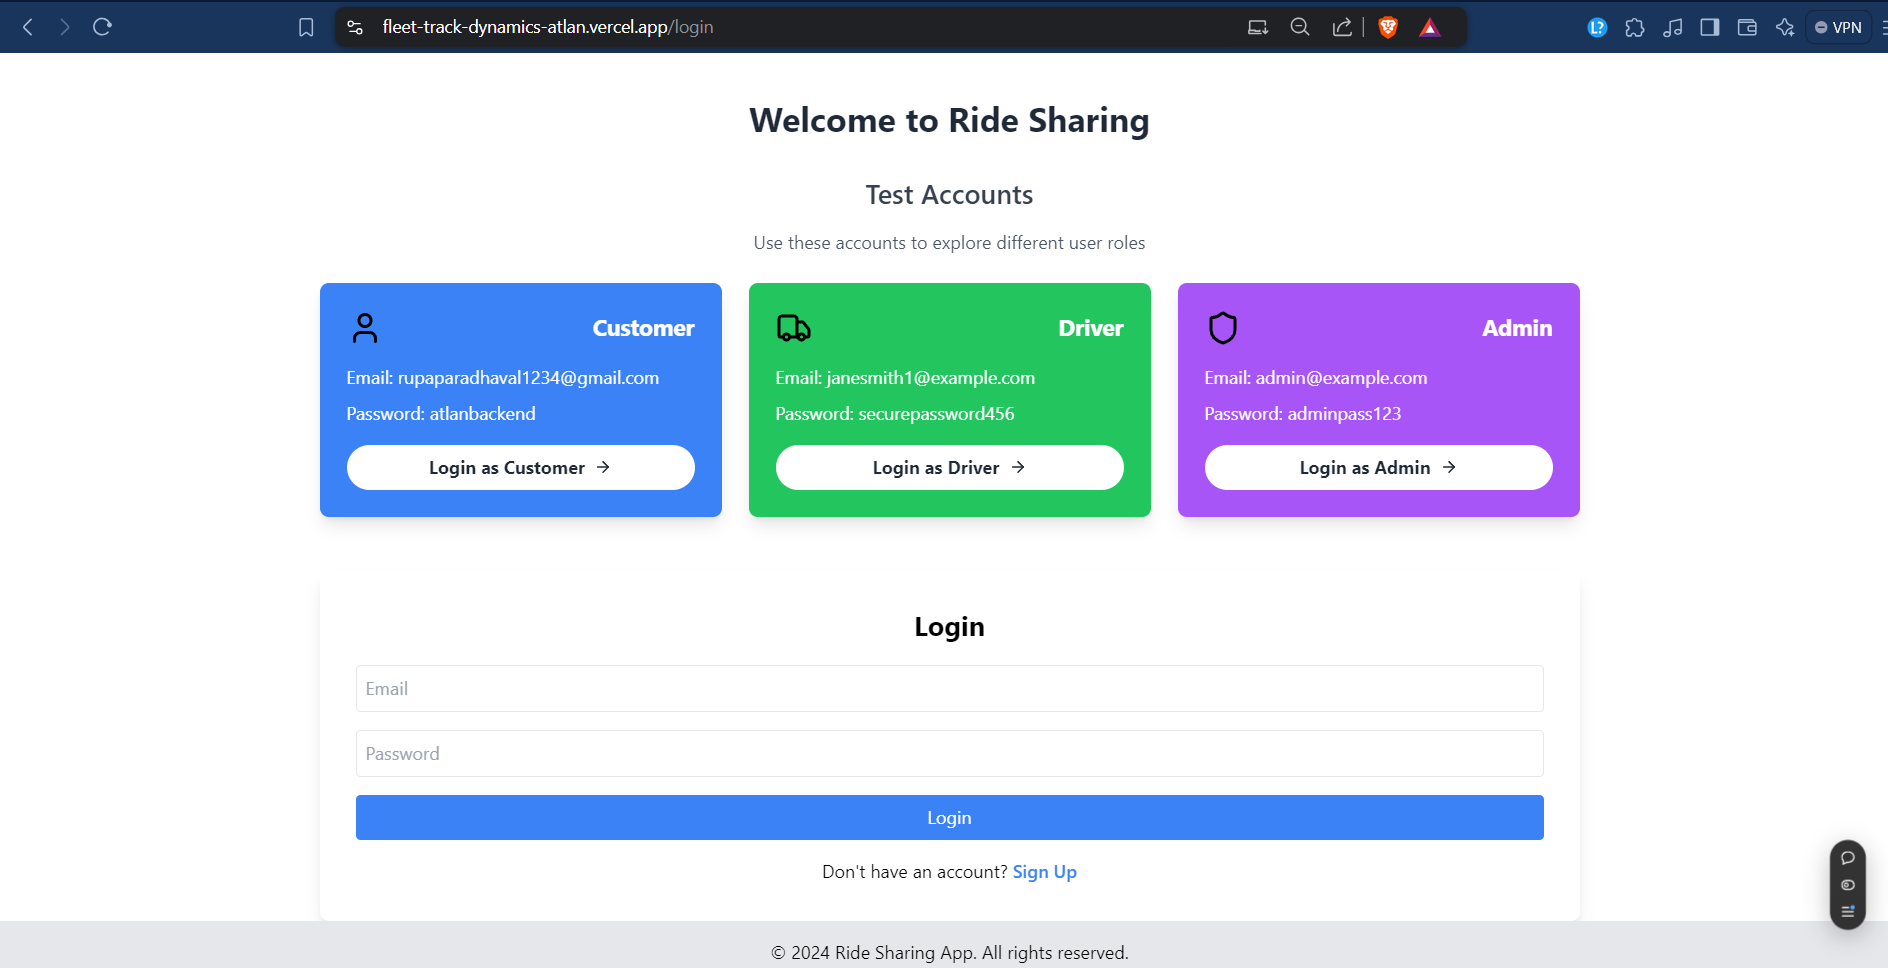 fleet-track-dynamics-atlan.vercel.app/login
L?
VPN
Welcome to Ride Sharing
Test Accounts
Use these accounts to explore different user roles
Customer
Email: rupaparadhaval1234@gmail.com
Password: atlanbackend
Login as Customer →
Driver
Email: janesmith1@example.com
Password: securepassword456
Login as Driver →
Admin
Email: admin@example.com
Password: adminpass123
Login as Admin →
Login
Email
Password
Login
Don't have an account? Sign Up
© 2024 Ride Sharing App. All rights reserved.